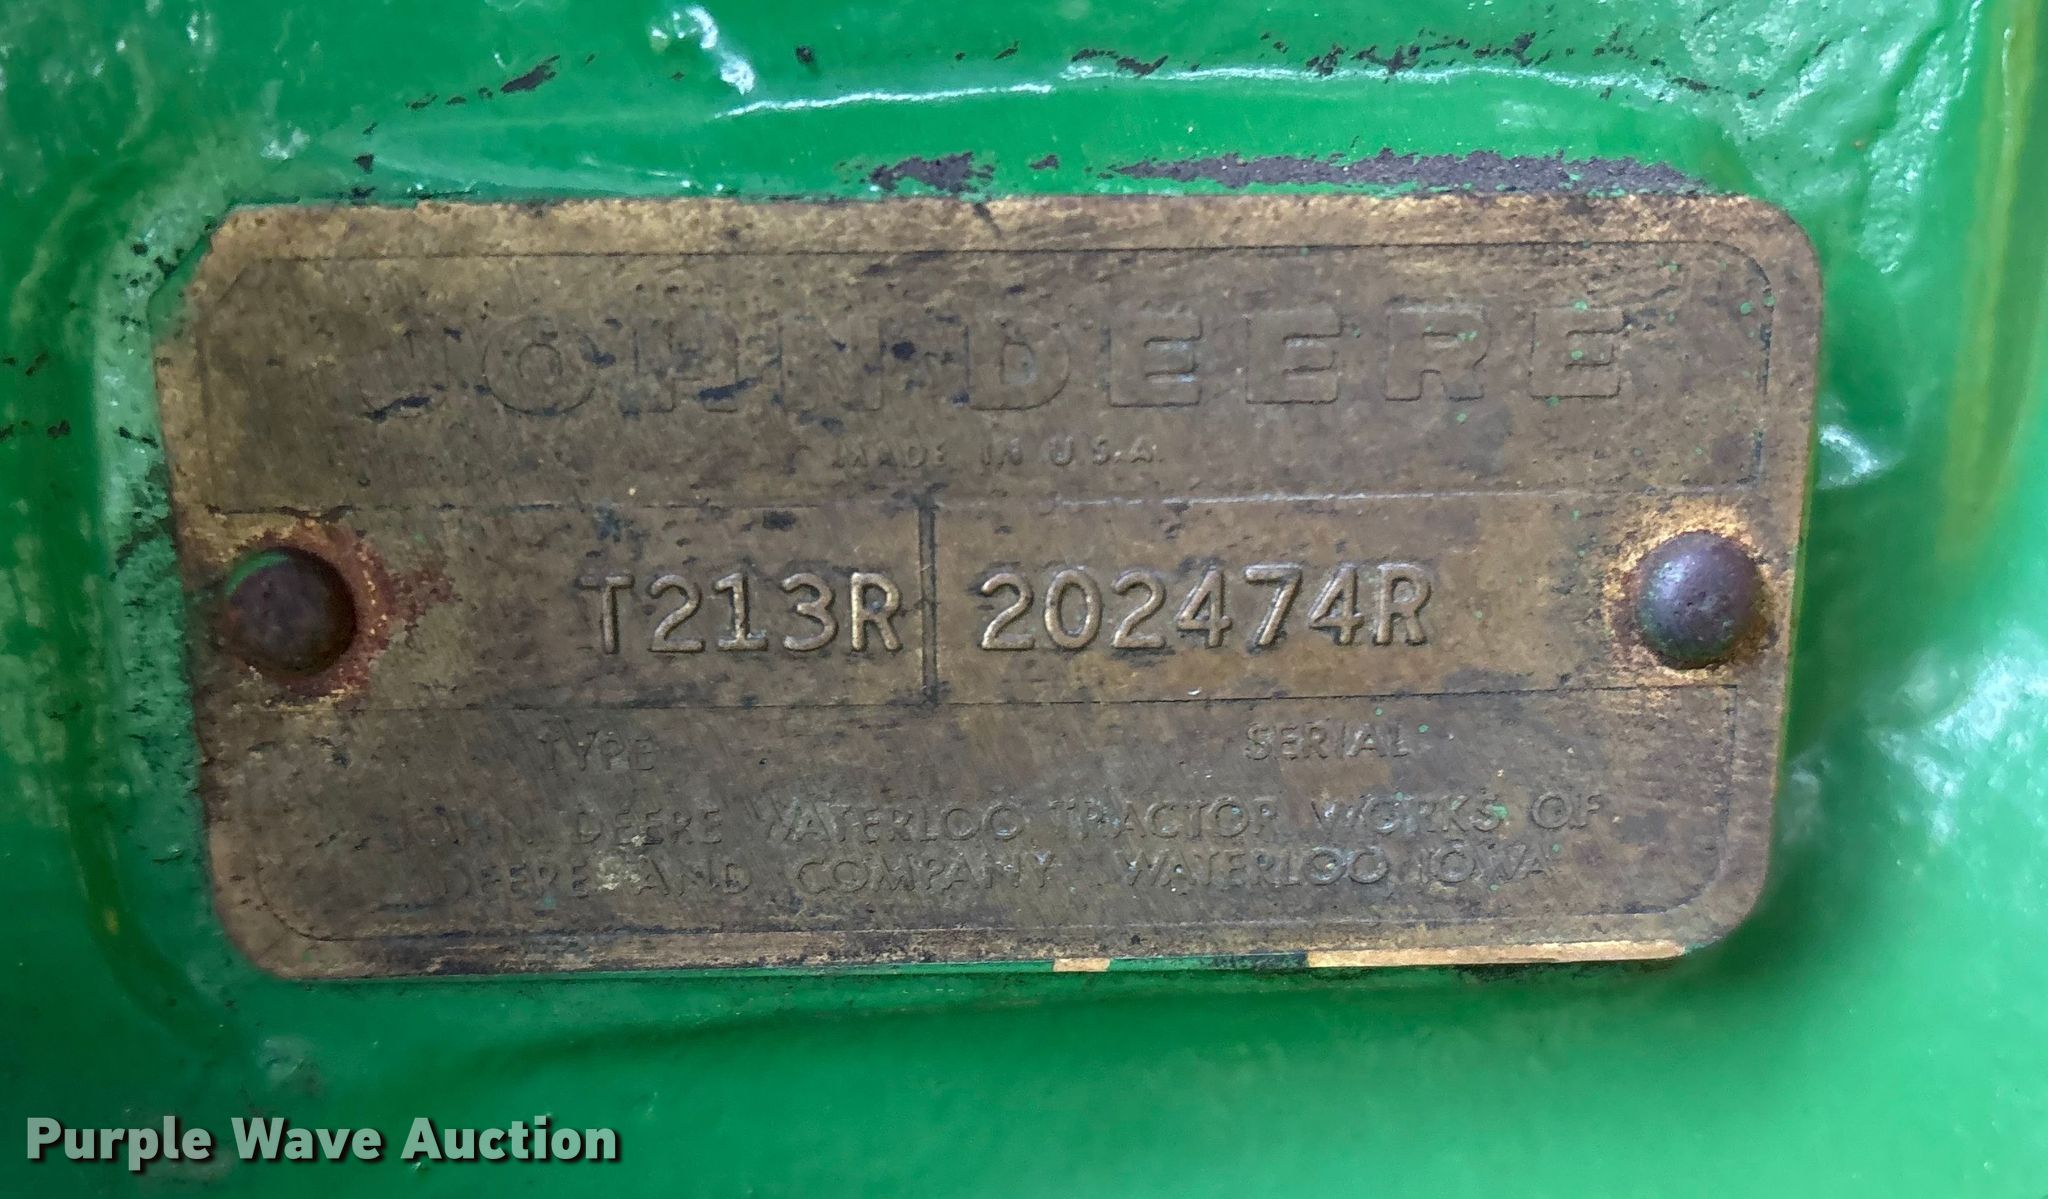 JOHN DEERE
MADE IN U.S.A.
T213R 202474R
TYPE SERIAL
JOHN DEERE WATERLOO TRACTOR WORKS OF
DEERE AND COMPANY WATERLOO IOWA
Purple Wave Auction